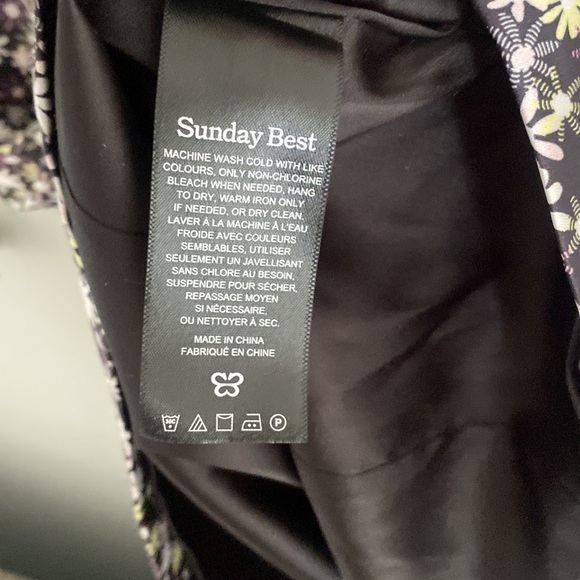 Sunday Best
MACHINE WASH COLD WITH LIKE
COLOURS, ONLY NON-CHLORINE
BLEACH WHEN NEEDED, HANG
TO DRY, WARM IRON ONLY
IF NEEDED, OR DRY CLEAN.
LAVER À LA MACHINE À L'EAU
FROIDE AVEC COULEURS
SEMBLABLES, UTILISER
SEULEMENT UN JAVELLISANT
SANS CHLORE AU BESOIN,
SUSPENDRE POUR SÉCHER,
REPASSAGE MOYEN
SI NÉCESSAIRE,
OU NETTOYER À SEC.
MADE IN CHINA
FABRIQUÉ EN CHINE
30C P